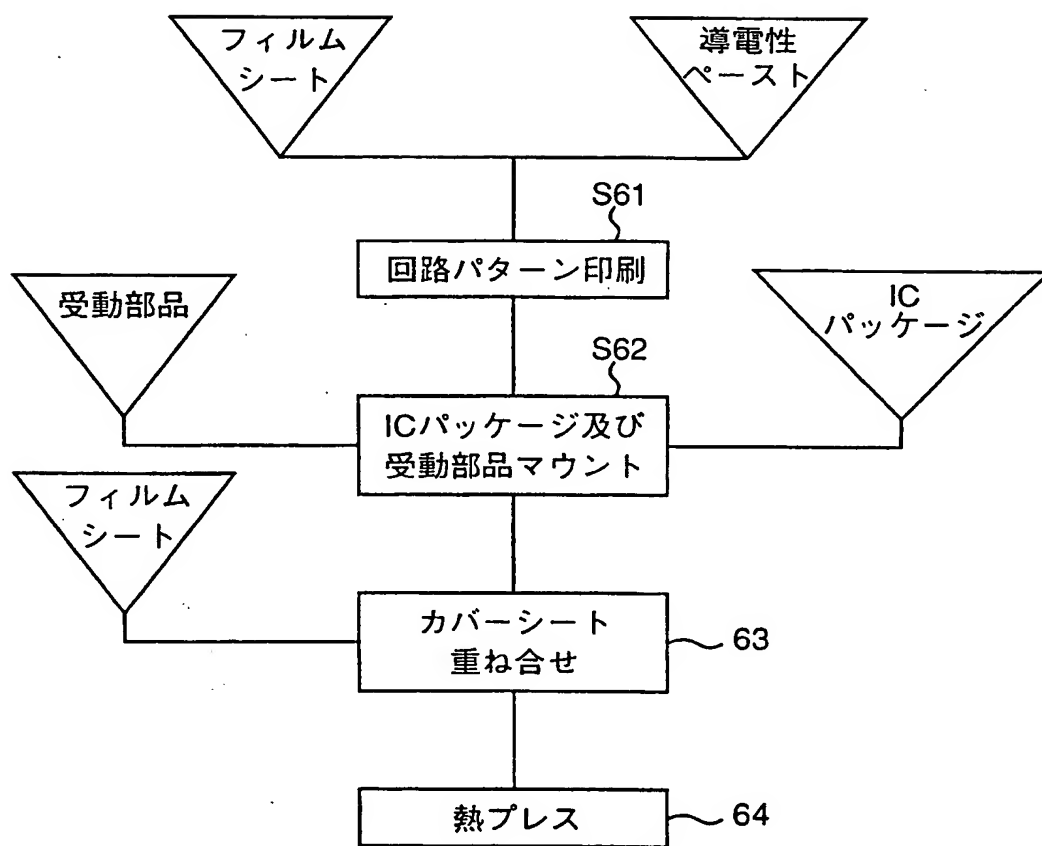 フィルム
シート
導電性
ペースト
S61
回路パターン印刷
受動部品
IC
パッケージ
S62
ICパッケージ及び
受動部品マウント
フィルム
シート
カバーシート
重ね合せ
63
熱プレス
64